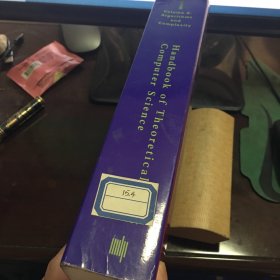 Volume A
Algorithms
and
Complexity
Handbook of Theoretical
Computer Science
15.4